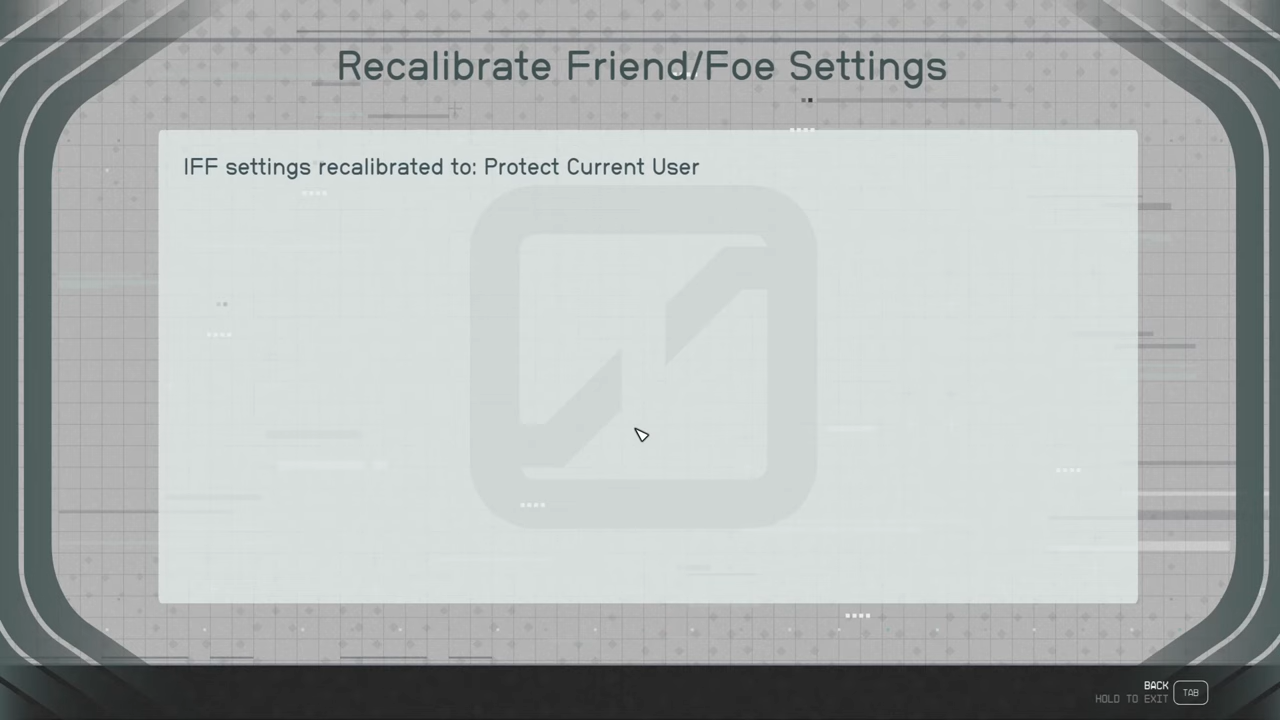 Recalibrate Friend/Foe Settings
IFF settings recalibrated to: Protect Current User
BACK
HOLD TO EXIT
TAB